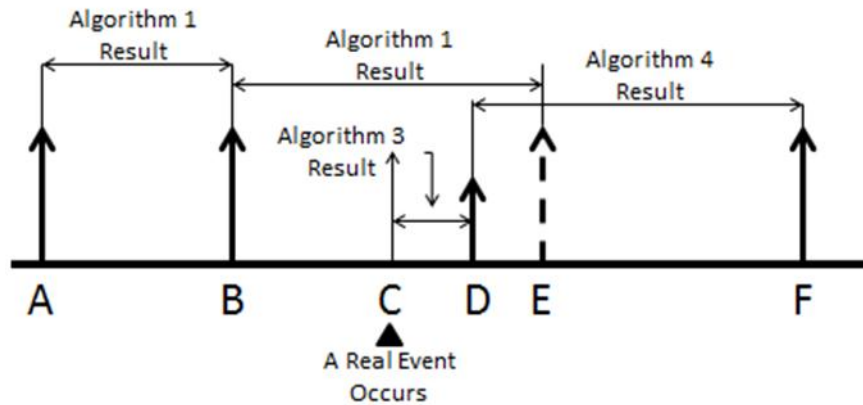 Algorithm 1
Result
Algorithm 1
Result
Algorithm 4
Result
Algorithm 3
Result
A B C D E F
A Real Event
Occurs